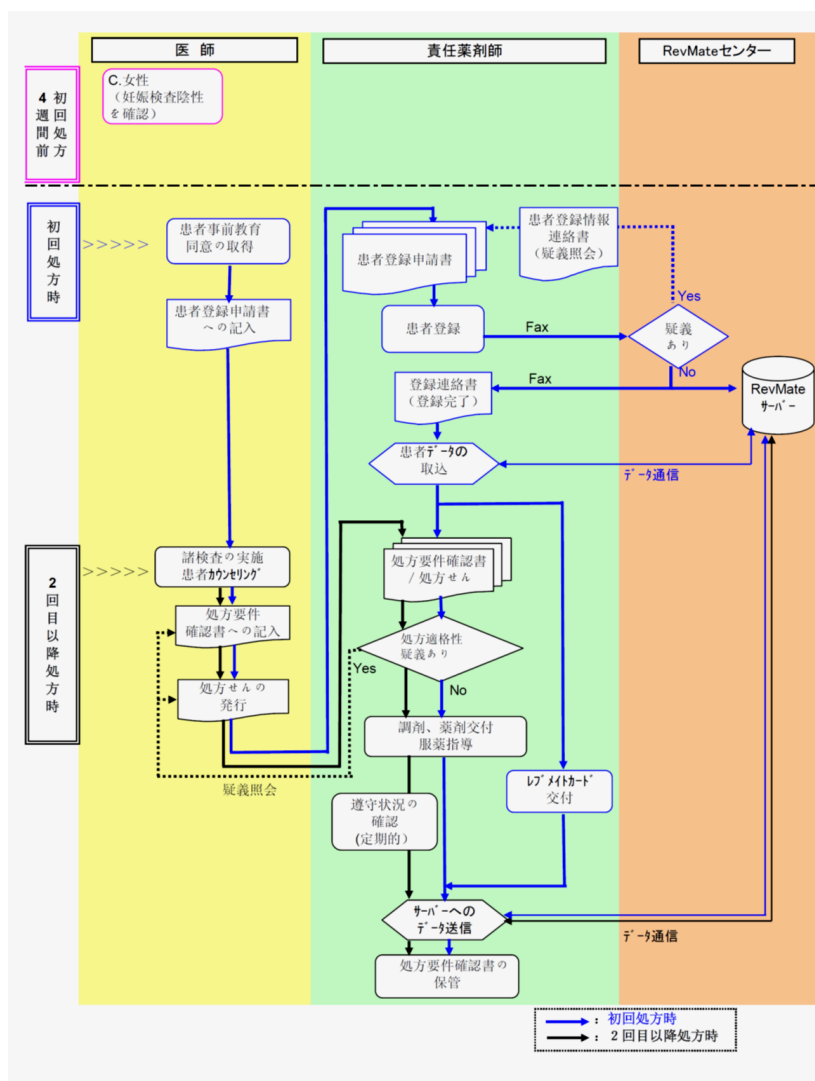 医 師
責任薬剤師
RevMateセンター
初回処方
4週間前
C.女性
（妊娠検査陰性
を確認）
初回処方時
>>>>>
患者事前教育
同意の取得
患者登録申請書
への記入
患者登録申請書
患者登録情報
連絡書
（疑義照会）
患者登録
Fax
疑義
あり
Yes
No
登録連絡書
（登録完了）
Fax
RevMate
ｻｰﾊﾞｰ
患者ﾃﾞｰﾀの
取込
ﾃﾞｰﾀ通信
2回目以降処方時
>>>>>
諸検査の実施
患者ｶｳﾝｾﾘﾝｸﾞ
処方要件
確認書への記入
処方せんの
発行
疑義照会
処方要件確認書
/ 処方せん
処方適格性
疑義あり
Yes
No
調剤、薬剤交付
服薬指導
ﾚﾌﾞﾒｲﾄｶｰﾄﾞ
交付
遵守状況の
確認
(定期的）
ｻｰﾊﾞｰへの
ﾃﾞｰﾀ送信
ﾃﾞｰﾀ通信
処方要件確認書の
保管
：初回処方時
：２回目以降処方時